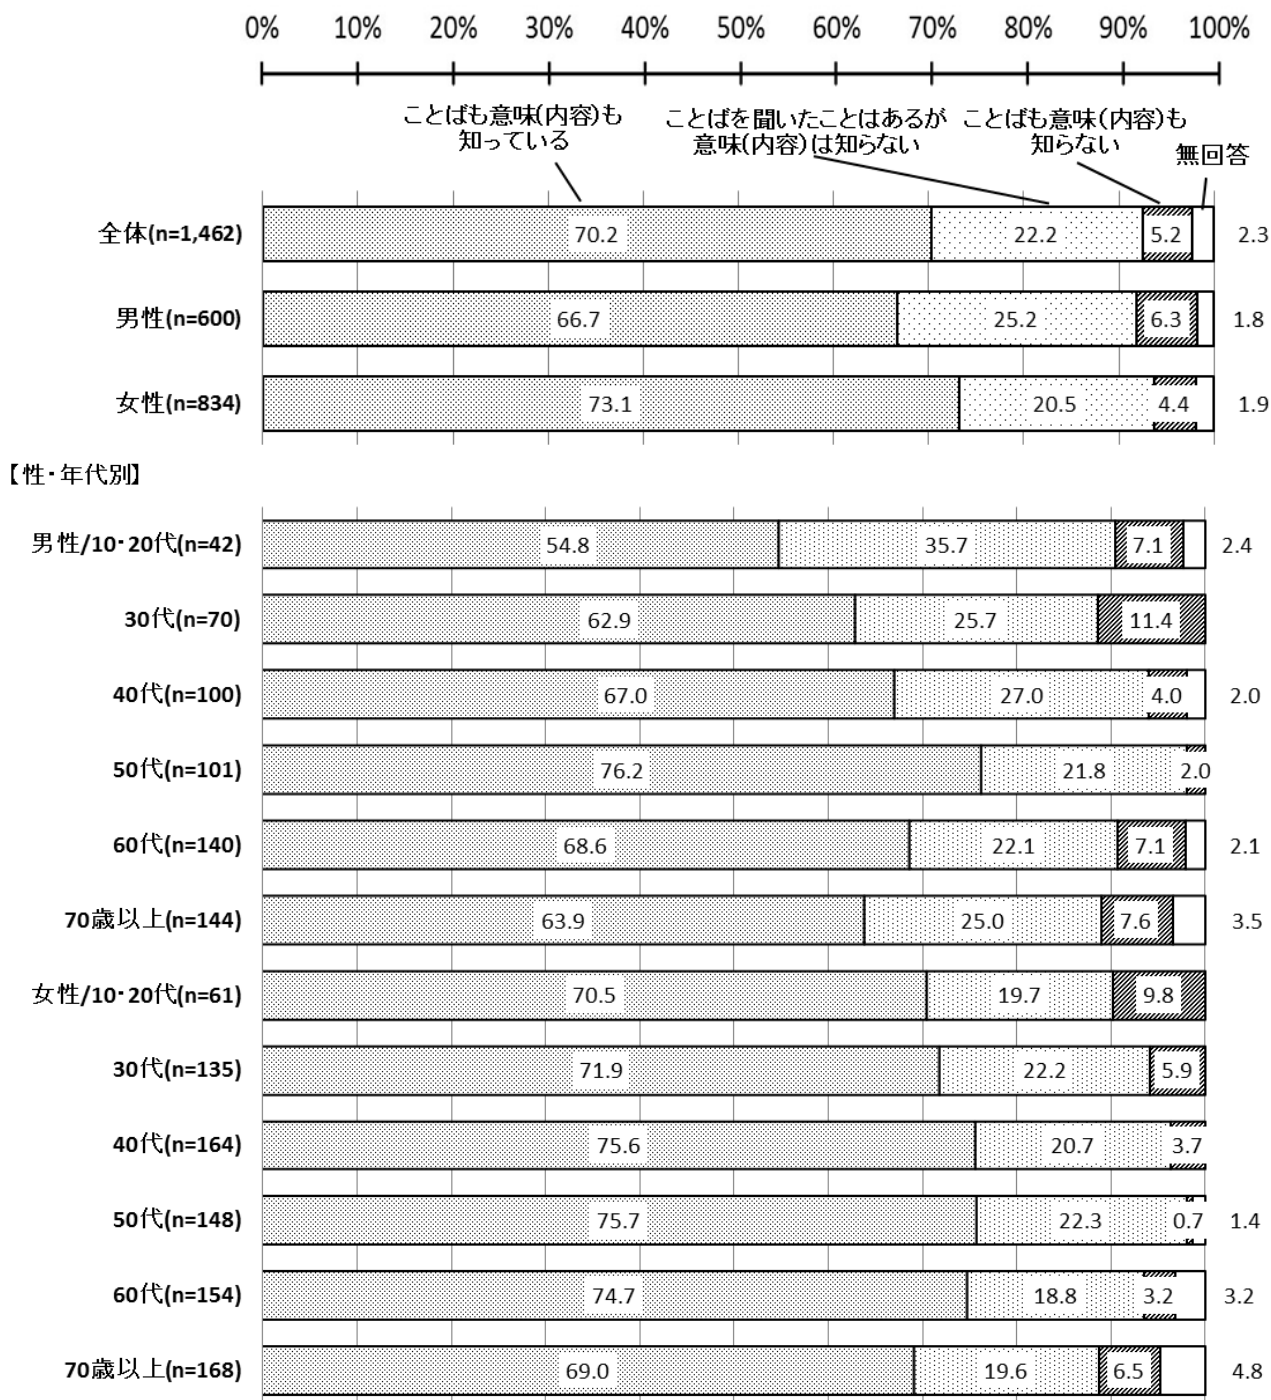 0% 10% 20% 30% 40% 50% 60% 70% 80% 90% 100%
ことばも意味(内容)も
知っている
ことばを聞いたことはあるが
意味(内容)は知らない
ことばも意味(内容)も
知らない
無回答
全体(n=1,462) 70.2 22.2 5.2 2.3
男性(n=600) 66.7 25.2 6.3 1.8
女性(n=834) 73.1 20.5 4.4 1.9
【性・年代別】
男性/10・20代(n=42) 54.8 35.7 7.1 2.4
30代(n=70) 62.9 25.7 11.4
40代(n=100) 67.0 27.0 4.0 2.0
50代(n=101) 76.2 21.8 2.0
60代(n=140) 68.6 22.1 7.1 2.1
70歳以上(n=144) 63.9 25.0 7.6 3.5
女性/10・20代(n=61) 70.5 19.7 9.8
30代(n=135) 71.9 22.2 5.9
40代(n=164) 75.6 20.7 3.7
50代(n=148) 75.7 22.3 0.7 1.4
60代(n=154) 74.7 18.8 3.2 3.2
70歳以上(n=168) 69.0 19.6 6.5 4.8